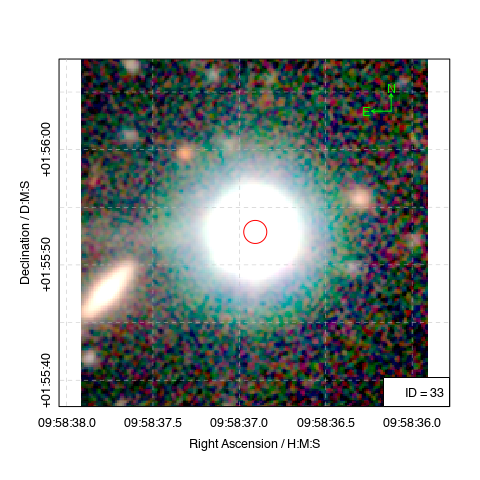 N
E
+01:56:00
+01:55:50
+01:55:40
Declination / D:M:S
ID = 33
09:58:38.0 09:58:37.5 09:58:37.0 09:58:36.5 09:58:36.0
Right Ascension / H:M:S